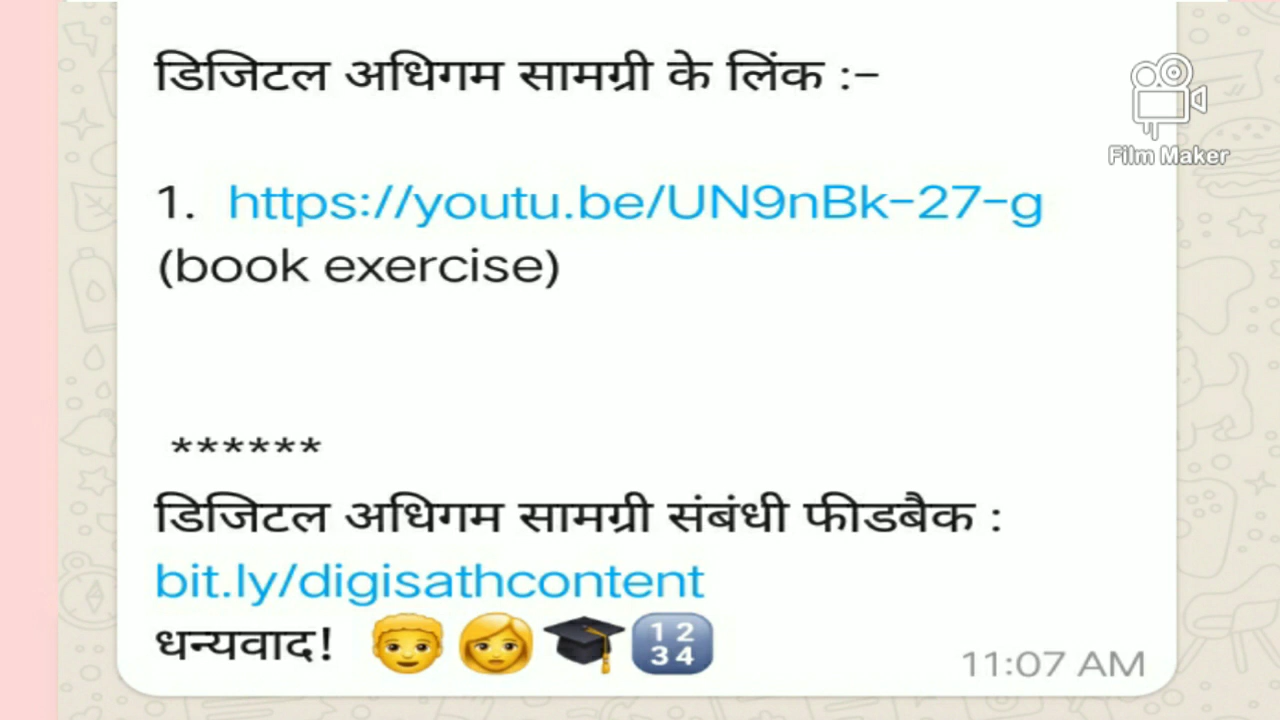 डिजिटल अधिगम सामग्री के लिंक :-
Film Maker
1. https://youtu.be/UN9nBk-27-g
(book exercise)
******
डिजिटल अधिगम सामग्री संबंधी फीडबैक :
bit.ly/digisathcontent
धन्यवाद! 👦 👩 🎓 🔢
11:07 AM